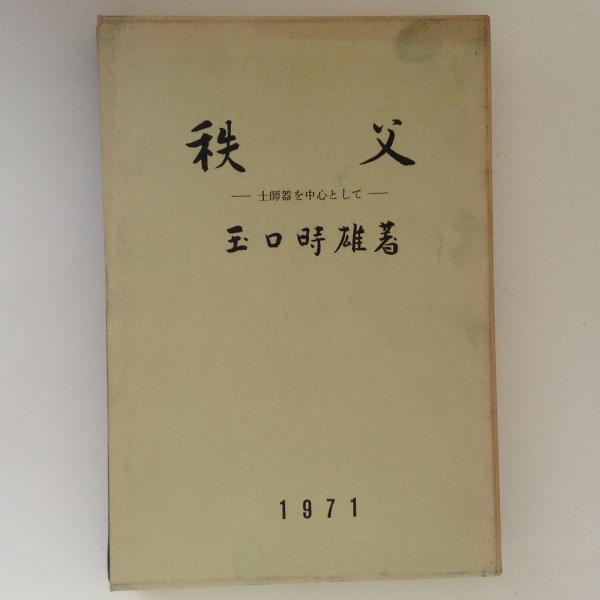 秩父
― 土師器を中心として ―
玉口時雄著
1971